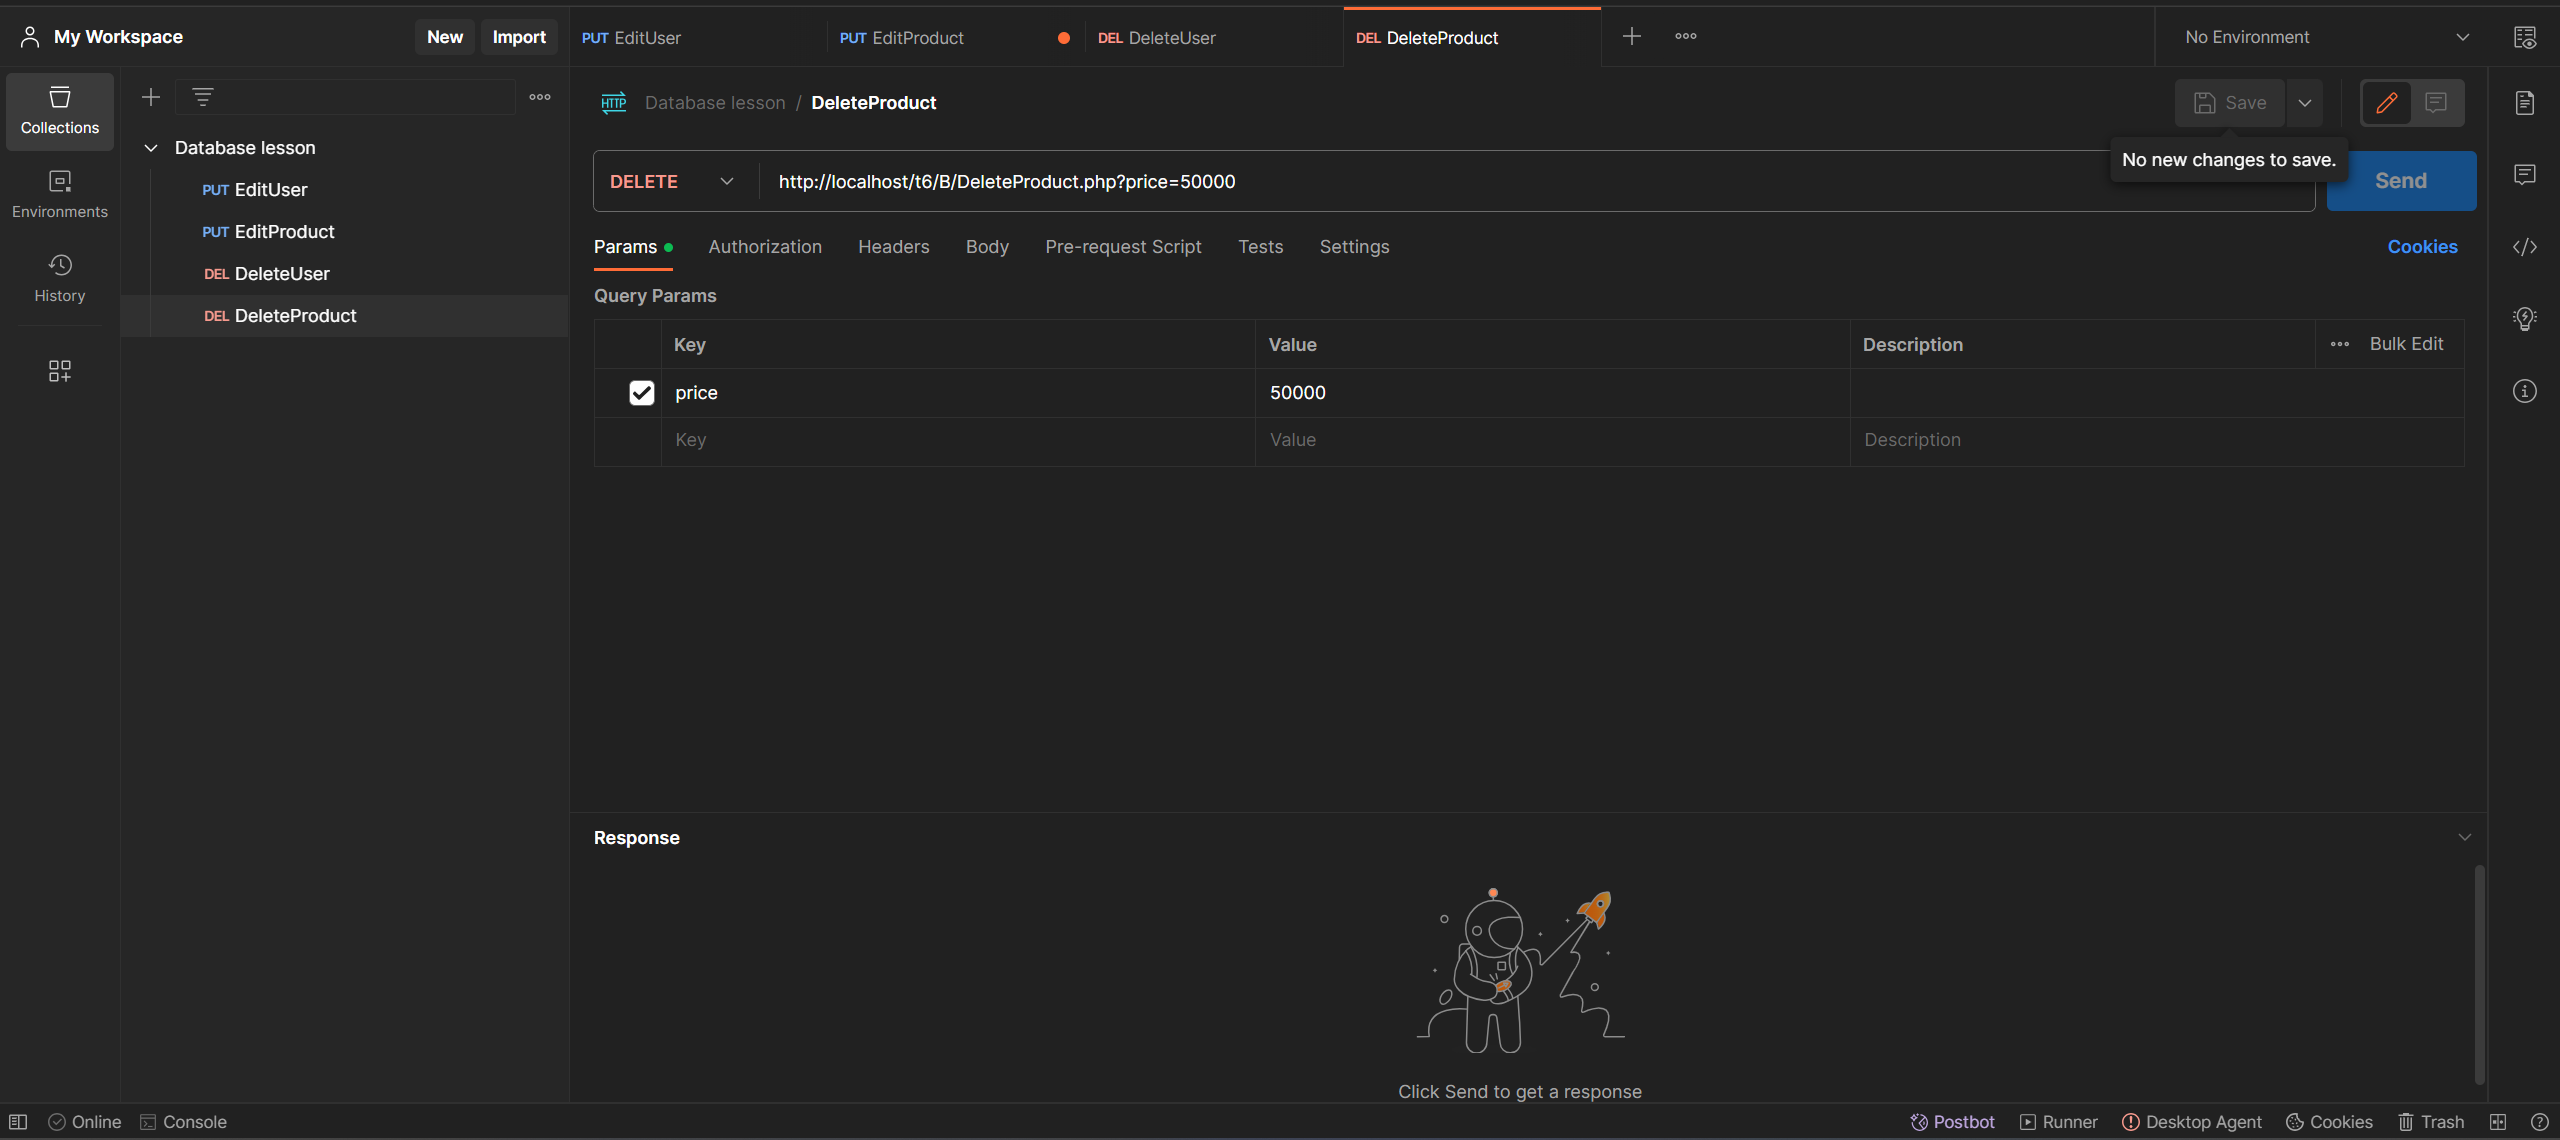 My Workspace
New
Import
PUT EditUser
PUT EditProduct
DEL DeleteUser
DEL DeleteProduct
No Environment
Collections
Environments
History
Database lesson
PUT EditUser
PUT EditProduct
DEL DeleteUser
DEL DeleteProduct
HTTP
Database lesson / DeleteProduct
Save
No new changes to save.
DELETE
http://localhost/t6/B/DeleteProduct.php?price=50000
Send
Params
Authorization
Headers
Body
Pre-request Script
Tests
Settings
Cookies
Query Params
Key
Value
Description
Bulk Edit
price
50000
Key
Value
Description
Response
Click Send to get a response
Online
Console
Postbot
Runner
Desktop Agent
Cookies
Trash